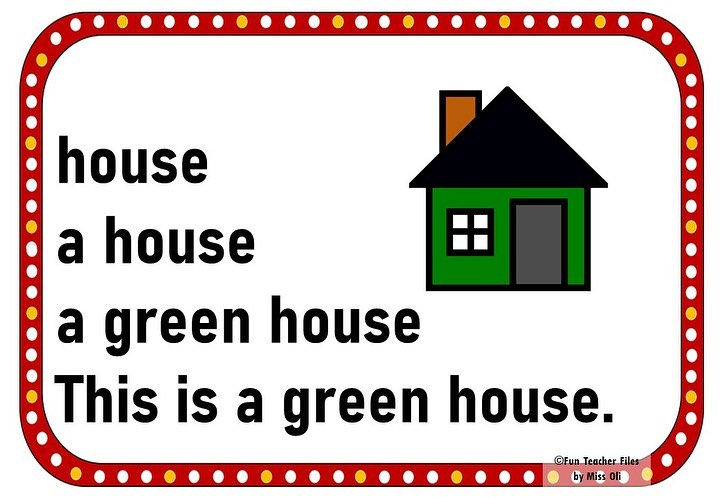 house
a house
a green house
This is a green house.
©Fun Teacher Files
by Miss Oli